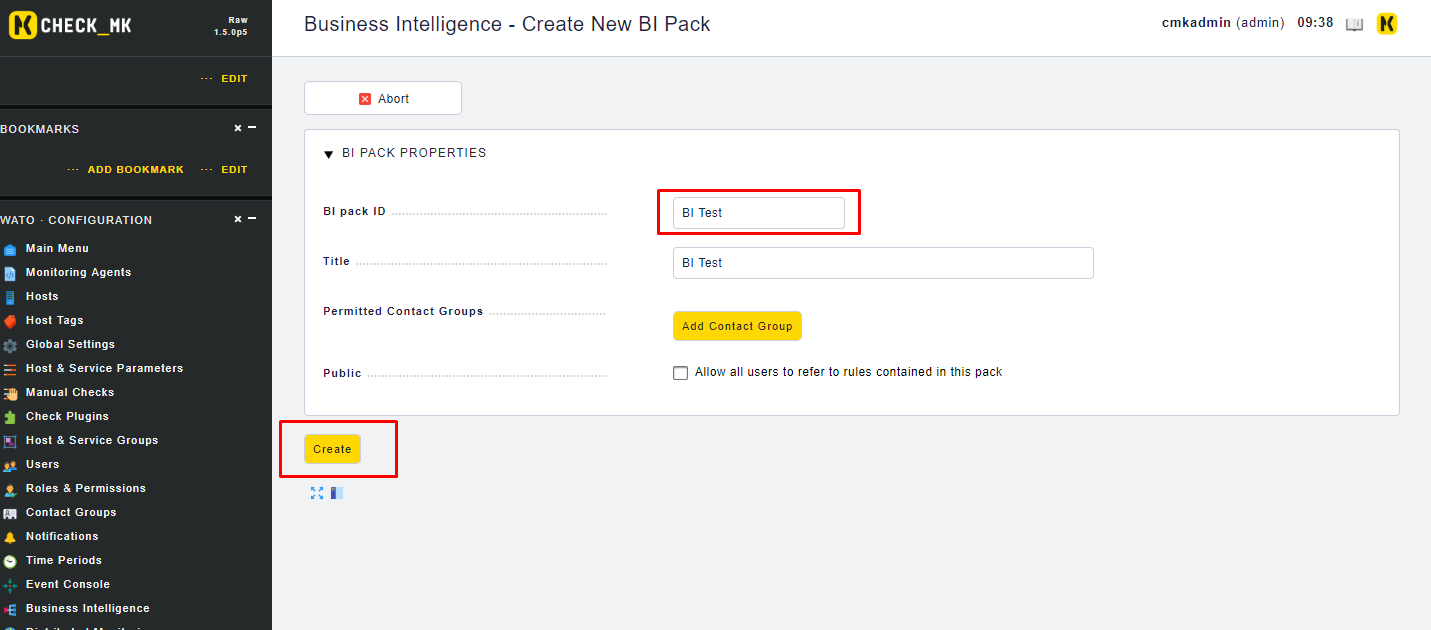 CHECK_MK
Raw
1.5.0p5
EDIT
BOOKMARKS
ADD BOOKMARK
EDIT
WATO · CONFIGURATION
Main Menu
Monitoring Agents
Hosts
Host Tags
Global Settings
Host & Service Parameters
Manual Checks
Check Plugins
Host & Service Groups
Users
Roles & Permissions
Contact Groups
Notifications
Time Periods
Event Console
Business Intelligence
Business Intelligence - Create New BI Pack
cmkadmin (admin) 09:38
Abort
BI PACK PROPERTIES
BI pack ID
BI Test
Title
BI Test
Permitted Contact Groups
Add Contact Group
Public
Allow all users to refer to rules contained in this pack
Create